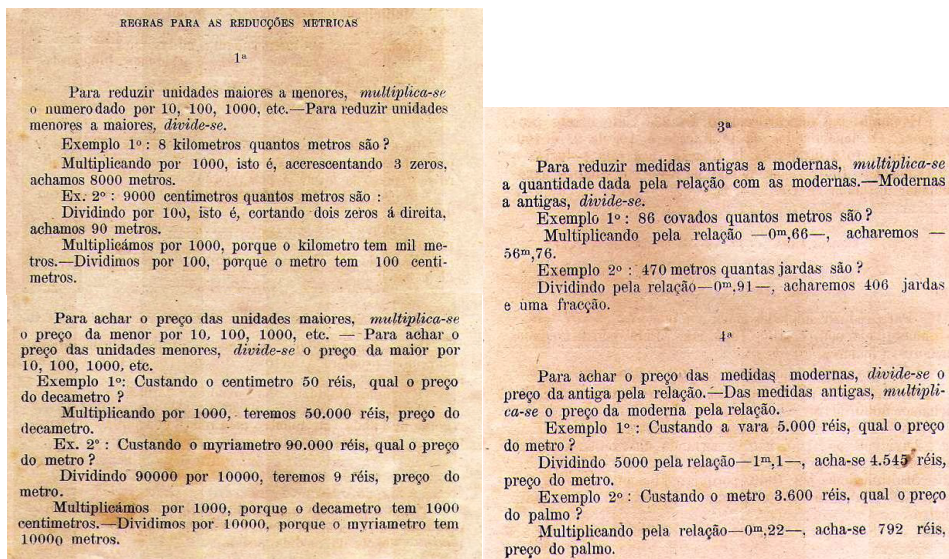 REGRAS PARA AS REDUCÇÕES METRICAS
1ª
Para reduzir unidades maiores a menores, multiplica-se
o numero dado por 10, 100, 1000, etc.—Para reduzir unidades
menores a maiores, divide-se.
Exemplo 1º: 8 kilometros quantos metros são?
Multiplicando por 1000, isto é, accrescentando 3 zeros,
achamos 8000 metros.
Ex. 2º: 9000 centimetros quantos metros são:
Dividindo por 100, isto é, cortando dois zeros á direita,
achamos 90 metros.
Multiplicámos por 1000, porque o kilometro tem mil me-
tros.—Dividimos por 100, porque o metro tem 100 centi-
metros.
Para achar o preço das unidades maiores, multiplica-se
o preço da menor por 10, 100, 1000, etc. — Para achar o
preço das unidades menores, divide-se o preço da maior por
10, 100, 1000, etc.
Exemplo 1º: Custando o centimetro 50 réis, qual o preço
do decametro?
Multiplicando por 1000, teremos 50.000 réis, preço do
decametro.
Ex. 2º: Custando o myriametro 90.000 réis, qual o preço
do metro?
Dividindo 90000 por 10000, teremos 9 réis, preço do
metro.
Multiplicámos por 1000, porque o decametro tem 1000
centimetros.—Dividimos por 10000, porque o myriametro tem
10000 metros.
3ª
Para reduzir medidas antigas a modernas, multiplica-se
a quantidade dada pela relação com as modernas.—Modernas
a antigas, divide-se.
Exemplo 1º: 86 covados quantos metros são?
Multiplicando pela relação —0m,66—, acharemos —
56m,76.
Exemplo 2º: 470 metros quantas jardas são?
Dividindo pela relação—0m,91—, acharemos 406 jardas
e uma fracção.
4ª
Para achar o preço das medidas modernas, divide-se o
preço da antiga pela relação.—Das medidas antigas, multipli-
ca-se o preço da moderna pela relação.
Exemplo 1º: Custando a vara 5.000 réis, qual o preço
do metro?
Dividindo 5000 pela relação—1m,1—, acha-se 4.545 réis,
preço do metro.
Exemplo 2º: Custando o metro 3.600 réis, qual o preço
do palmo?
Multiplicando pela relação—0m,22—, acha-se 792 réis,
preço do palmo.